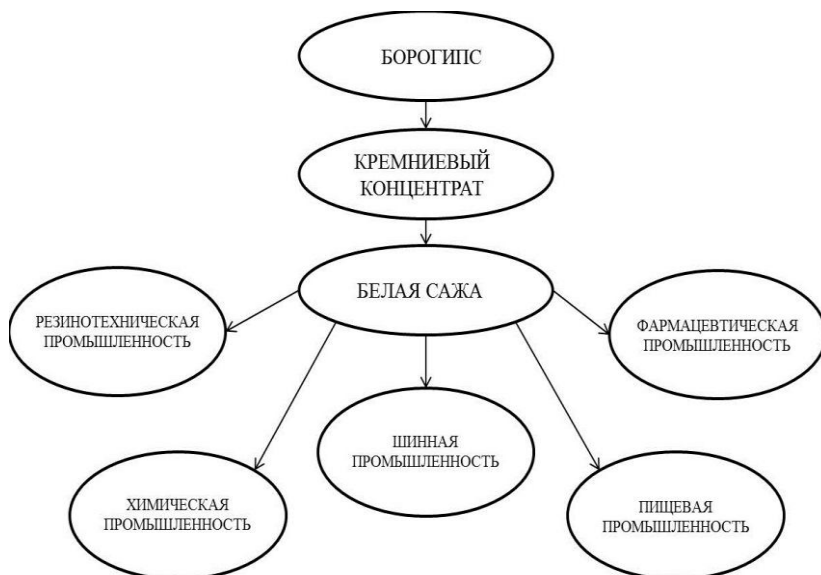 БОРОГИПС
КРЕМНИЕВЫЙ
КОНЦЕНТРАТ
БЕЛАЯ САЖА
РЕЗИНОТЕХНИЧЕСКАЯ
ПРОМЫШЛЕННОСТЬ
ФАРМАЦЕВТИЧЕСКАЯ
ПРОМЫШЛЕННОСТЬ
ШИННАЯ
ПРОМЫШЛЕННОСТЬ
ХИМИЧЕСКАЯ
ПРОМЫШЛЕННОСТЬ
ПИЩЕВАЯ
ПРОМЫШЛЕННОСТЬ